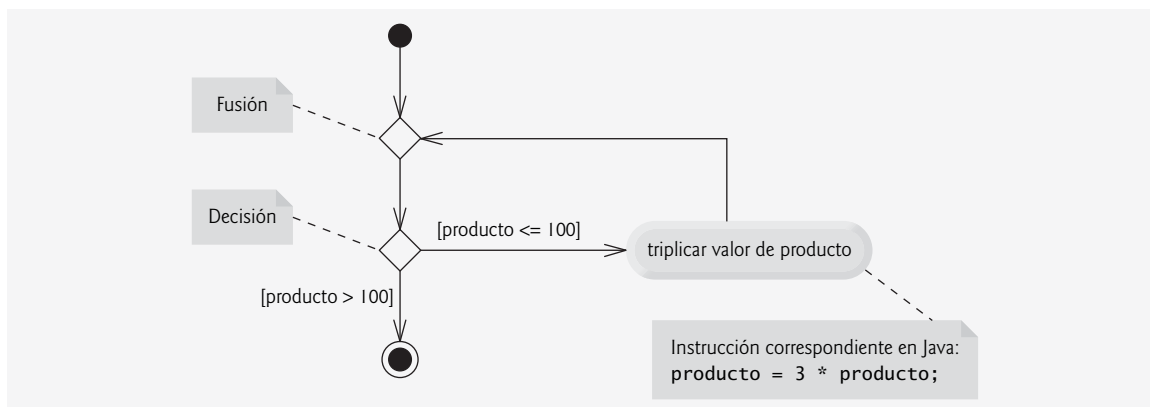 Fusión
Decisión
[producto <= 100]
triplicar valor de producto
[producto > 100]
Instrucción correspondiente en Java:
producto = 3 * producto;